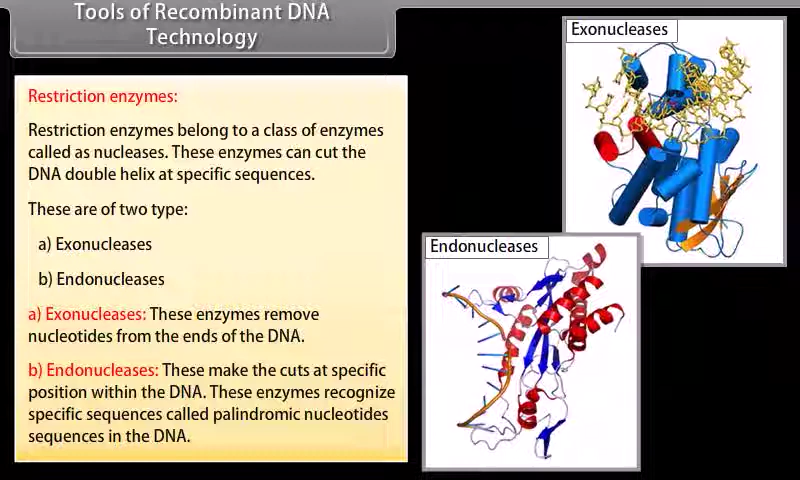 Tools of Recombinant DNA
Technology
Exonucleases
Restriction enzymes:
Restriction enzymes belong to a class of enzymes
called as nucleases. These enzymes can cut the
DNA double helix at specific sequences.
These are of two type:
a) Exonucleases
b) Endonucleases
a) Exonucleases: These enzymes remove
nucleotides from the ends of the DNA.
b) Endonucleases: These make the cuts at specific
position within the DNA. These enzymes recognize
specific sequences called palindromic nucleotides
sequences in the DNA.
Endonucleases